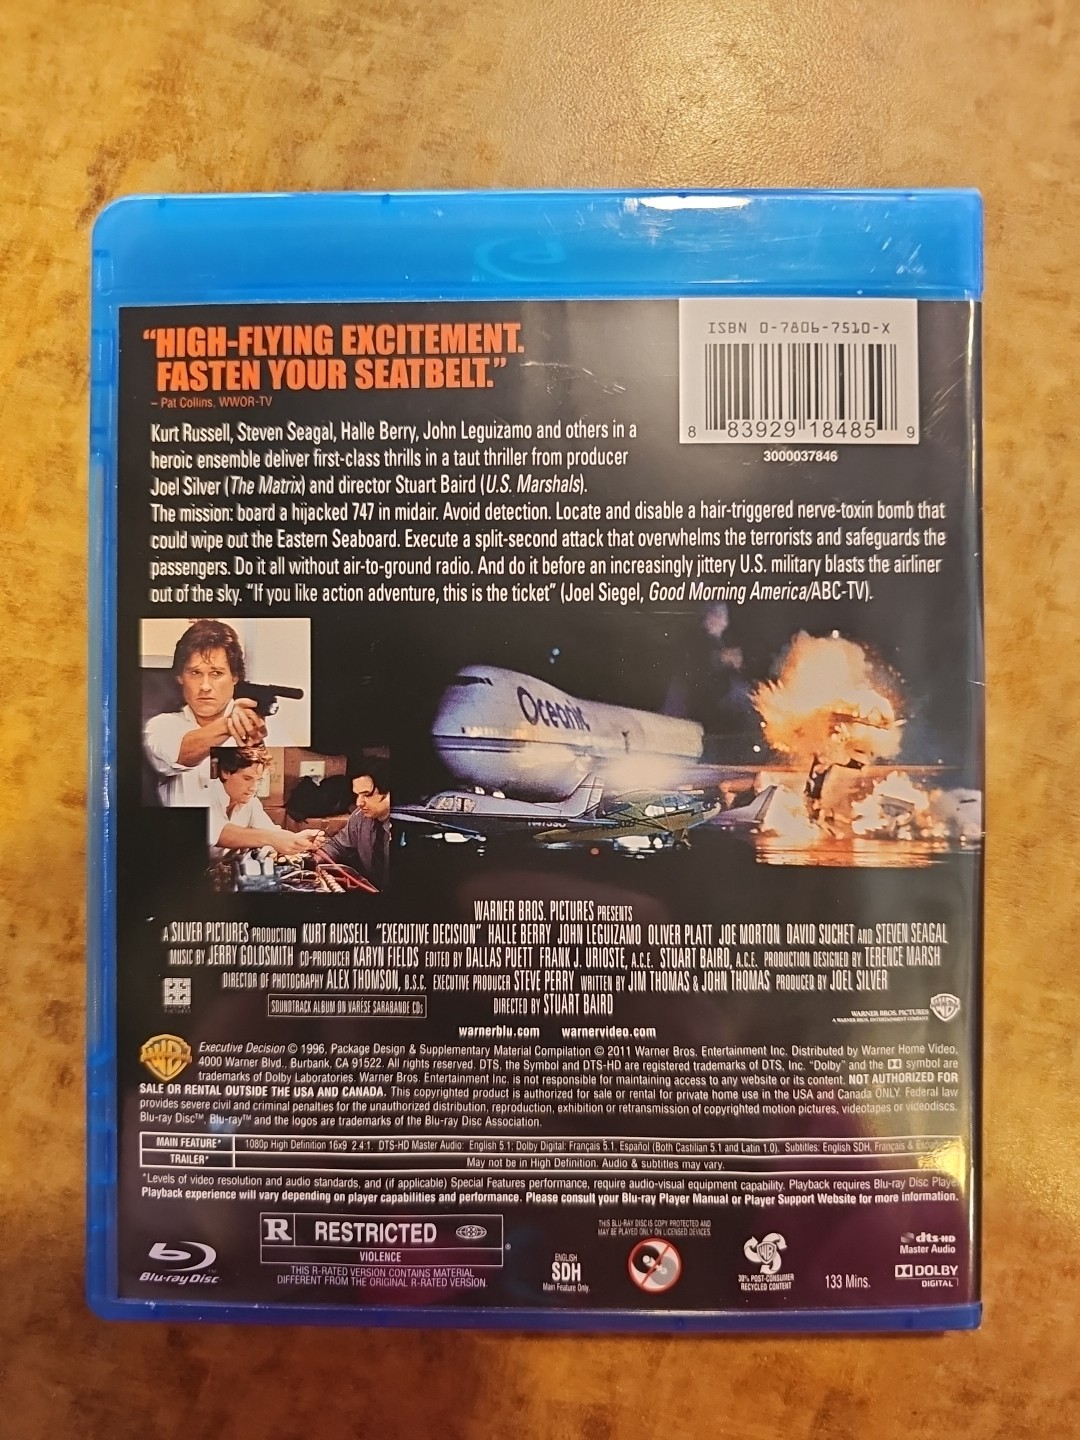 ISBN 0-7806-7510-X
8 83929 18485 9
3000037846
“HIGH-FLYING EXCITEMENT.
FASTEN YOUR SEATBELT.”
– Pat Collins, WWOR-TV
Kurt Russell, Steven Seagal, Halle Berry, John Leguizamo and others in a
heroic ensemble deliver first-class thrills in a taut thriller from producer
Joel Silver (The Matrix) and director Stuart Baird (U.S. Marshals).
The mission: board a hijacked 747 in midair. Avoid detection. Locate and disable a hair-triggered nerve-toxin bomb that
could wipe out the Eastern Seaboard. Execute a split-second attack that overwhelms the terrorists and safeguards the
passengers. Do it all without air-to-ground radio. And do it before an increasingly jittery U.S. military blasts the airliner
out of the sky. “If you like action adventure, this is the ticket” (Joel Siegel, Good Morning America/ABC-TV).
Oceanic
WARNER BROS. PICTURES PRESENTS
A SILVER PICTURES PRODUCTION KURT RUSSELL “EXECUTIVE DECISION” HALLE BERRY JOHN LEGUIZAMO OLIVER PLATT JOE MORTON DAVID SUCHET AND STEVEN SEAGAL
MUSIC BY JERRY GOLDSMITH CO-PRODUCER KARYN FIELDS EDITED BY DALLAS PUETT FRANK J. URIOSTE, A.C.E. STUART BAIRD, A.C.E. PRODUCTION DESIGNED BY TERENCE MARSH
DIRECTOR OF PHOTOGRAPHY ALEX THOMSON, B.S.C. EXECUTIVE PRODUCER STEVE PERRY WRITTEN BY JIM THOMAS & JOHN THOMAS PRODUCED BY JOEL SILVER
SOUNDTRACK ALBUM ON VARÈSE SARABANDE CDs
DIRECTED BY STUART BAIRD
WARNER BROS. PICTURES
A WARNER BROS. ENTERTAINMENT COMPANY
warnerblu.com warnervideo.com
Executive Decision © 1996, Package Design & Supplementary Material Compilation © 2011 Warner Bros. Entertainment Inc. Distributed by Warner Home Video,
4000 Warner Blvd., Burbank, CA 91522. All rights reserved. DTS, the Symbol and DTS-HD are registered trademarks of DTS, Inc. “Dolby” and the symbol are
trademarks of Dolby Laboratories. Warner Bros. Entertainment Inc. is not responsible for maintaining access to any website or its content. NOT AUTHORIZED FOR
SALE OR RENTAL OUTSIDE THE USA AND CANADA. This copyrighted product is authorized for sale or rental for private home use in the USA and Canada ONLY. Federal law
provides severe civil and criminal penalties for the unauthorized distribution, reproduction, exhibition or retransmission of copyrighted motion pictures, videotapes or videodiscs.
Blu-ray Disc™, Blu-ray™ and the logos are trademarks of the Blu-ray Disc Association.
MAIN FEATURE* 1080p High Definition 16x9 2.4:1. DTS-HD Master Audio: English 5.1; Dolby Digital: Français 5.1, Español (Both Castilian 5.1 and Latin 1.0). Subtitles: English SDH, Français &
TRAILER* May not be in High Definition. Audio & subtitles may vary.
*Levels of video resolution and audio standards, and (if applicable) Special Features performance, require audio-visual equipment capability. Playback requires Blu-ray Disc Player.
Playback experience will vary depending on player capabilities and performance. Please consult your Blu-ray Player Manual or Player Support Website for more information.
Blu-ray Disc™
R RESTRICTED ®
VIOLENCE
THIS R-RATED VERSION CONTAINS MATERIAL
DIFFERENT FROM THE ORIGINAL R-RATED VERSION.
ENGLISH
SDH
Main Feature Only.
THIS BLU-RAY DISC IS COPY PROTECTED AND
MAY BE PLAYED ONLY ON LICENSED DEVICES.
30% POST-CONSUMER
RECYCLED CONTENT
133 Mins.
dts-HD
Master Audio
DOLBY
DIGITAL